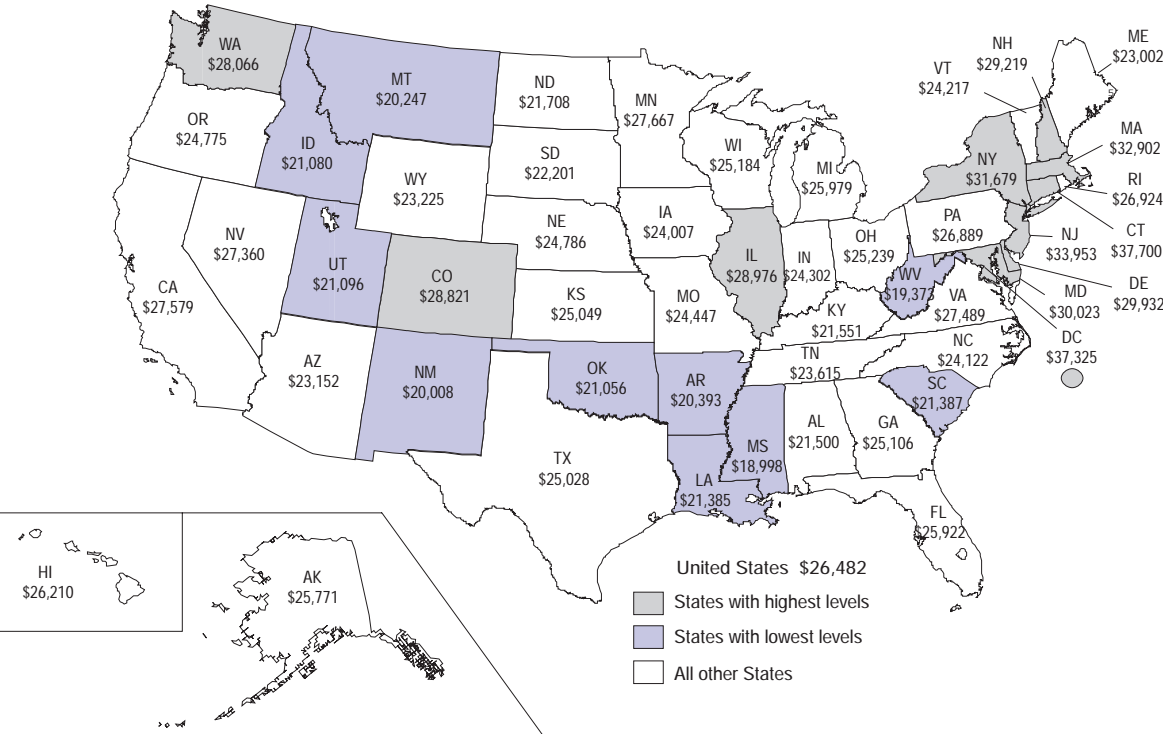 WA
$28,066
MT
$20,247
ND
$21,708
MN
$27,667
VT
$24,217
NH
$29,219
ME
$23,002
OR
$24,775
ID
$21,080
WY
$23,225
SD
$22,201
WI
$25,184
MI
$25,979
NY
$31,679
MA
$32,902
RI
$26,924
CT
$37,700
NJ
$33,953
DE
$29,932
MD
$30,023
DC
$37,325
NV
$27,360
UT
$21,096
CO
$28,821
NE
$24,786
IA
$24,007
IL
$28,976
IN
$24,302
OH
$25,239
PA
$26,889
WV
$19,373
VA
$27,489
CA
$27,579
KS
$25,049
MO
$24,447
KY
$21,551
NC
$24,122
TN
$23,615
AZ
$23,152
NM
$20,008
OK
$21,056
AR
$20,393
SC
$21,387
MS
$18,998
AL
$21,500
GA
$25,106
TX
$25,028
LA
$21,385
FL
$25,922
HI
$26,210
AK
$25,771
United States $26,482
States with highest levels
States with lowest levels
All other States